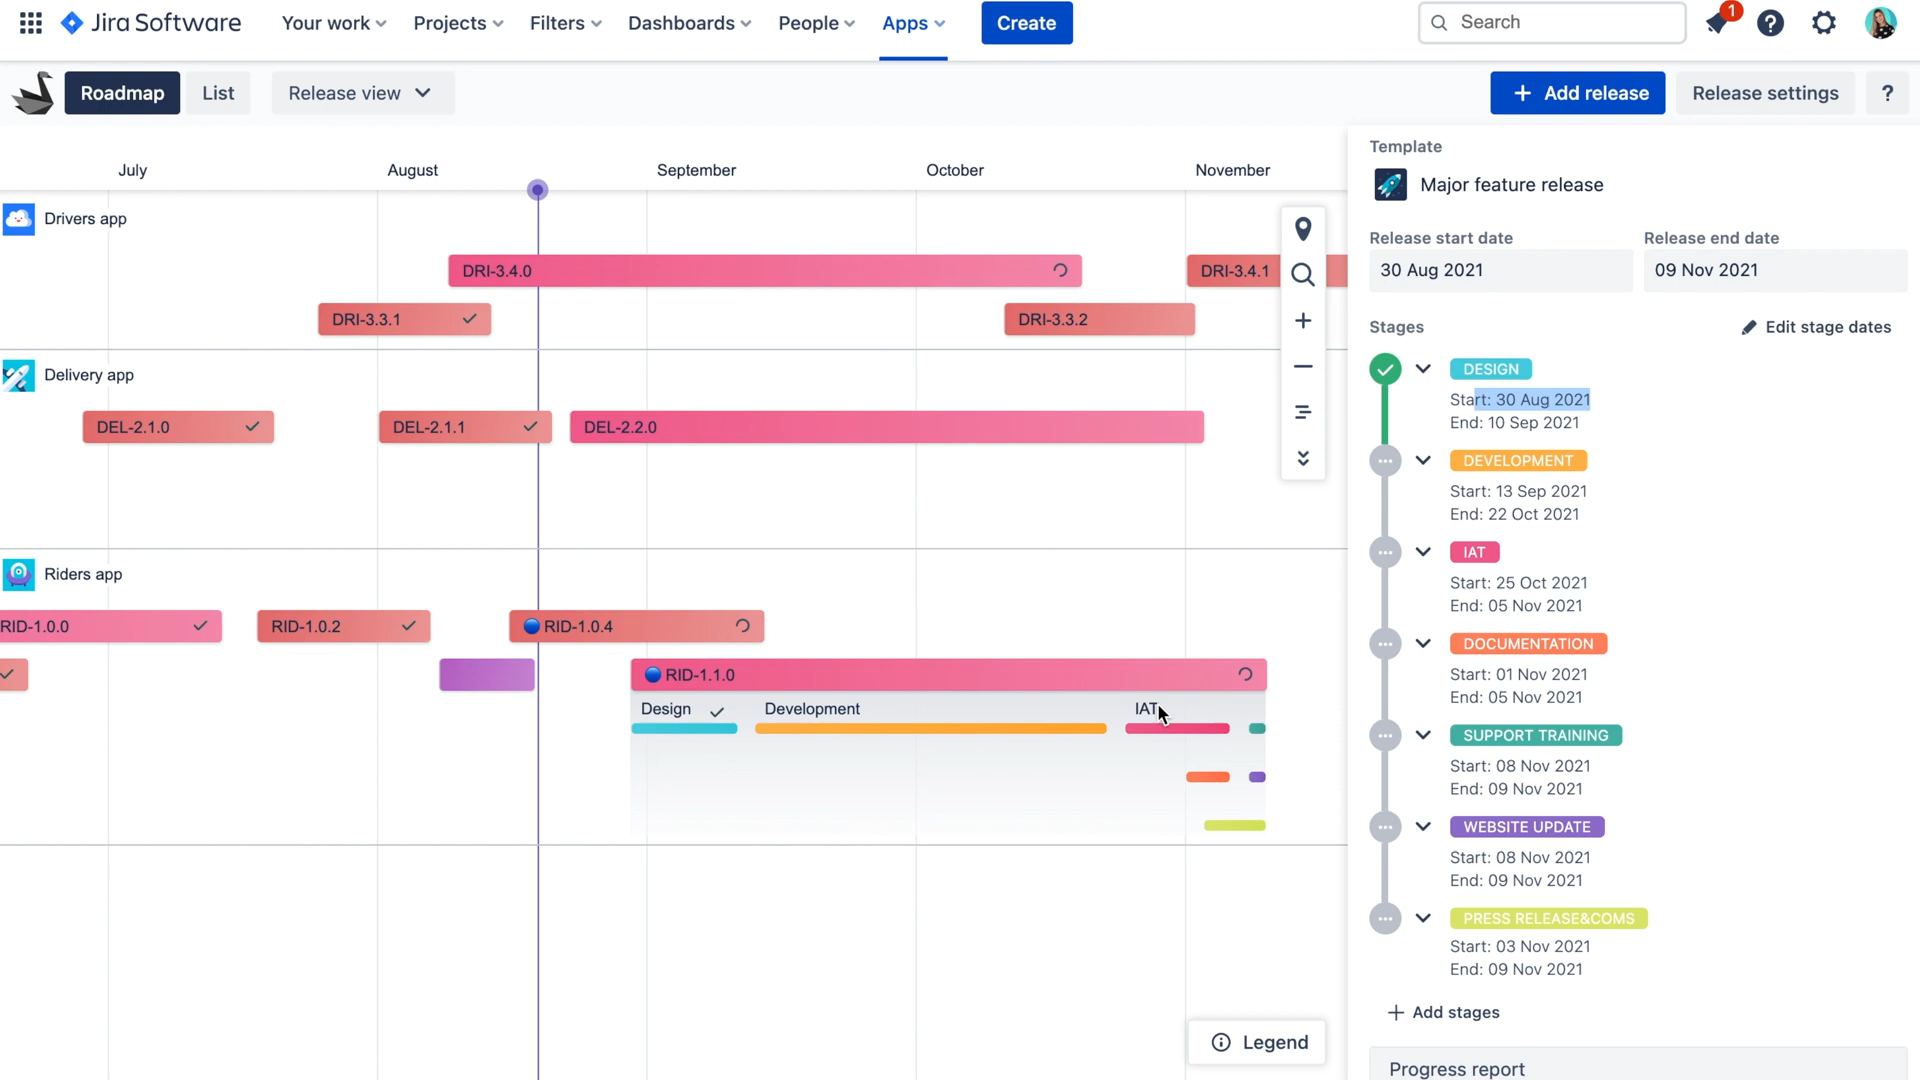 Jira Software
Your work
Projects
Filters
Dashboards
People
Apps
Create
Search
1
Roadmap
List
Release view
+ Add release
Release settings
?
July
August
September
October
November
Drivers app
DRI-3.4.0
DRI-3.4.1
DRI-3.3.1
DRI-3.3.2
Delivery app
DEL-2.1.0
DEL-2.1.1
DEL-2.2.0
Riders app
RID-1.0.0
RID-1.0.2
RID-1.0.4
RID-1.1.0
Design
Development
IAT
Legend
Template
Major feature release
Release start date
Release end date
30 Aug 2021
09 Nov 2021
Stages
Edit stage dates
DESIGN
Start: 30 Aug 2021
End: 10 Sep 2021
DEVELOPMENT
Start: 13 Sep 2021
End: 22 Oct 2021
IAT
Start: 25 Oct 2021
End: 05 Nov 2021
DOCUMENTATION
Start: 01 Nov 2021
End: 05 Nov 2021
SUPPORT TRAINING
Start: 08 Nov 2021
End: 09 Nov 2021
WEBSITE UPDATE
Start: 08 Nov 2021
End: 09 Nov 2021
PRESS RELEASE&COMS
Start: 03 Nov 2021
End: 09 Nov 2021
+ Add stages
Progress report